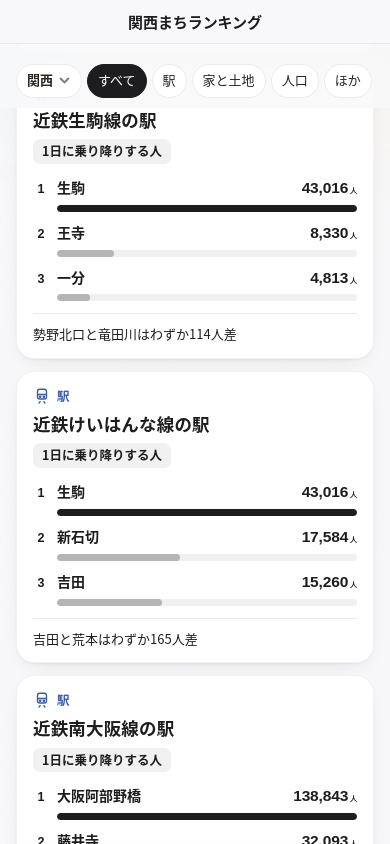 関西まちランキング
関西 すべて 駅 家と土地 人口 ほか
近鉄生駒線の駅
1日に乗り降りする人
1 生駒 43,016人
2 王寺 8,330人
3 一分 4,813人
勢野北口と竜田川はわずか114人差
駅
近鉄けいはんな線の駅
1日に乗り降りする人
1 生駒 43,016人
2 新石切 17,584人
3 吉田 15,260人
吉田と荒本はわずか165人差
駅
近鉄南大阪線の駅
1日に乗り降りする人
1 大阪阿部野橋 138,843人
2 藤井寺 32,093人